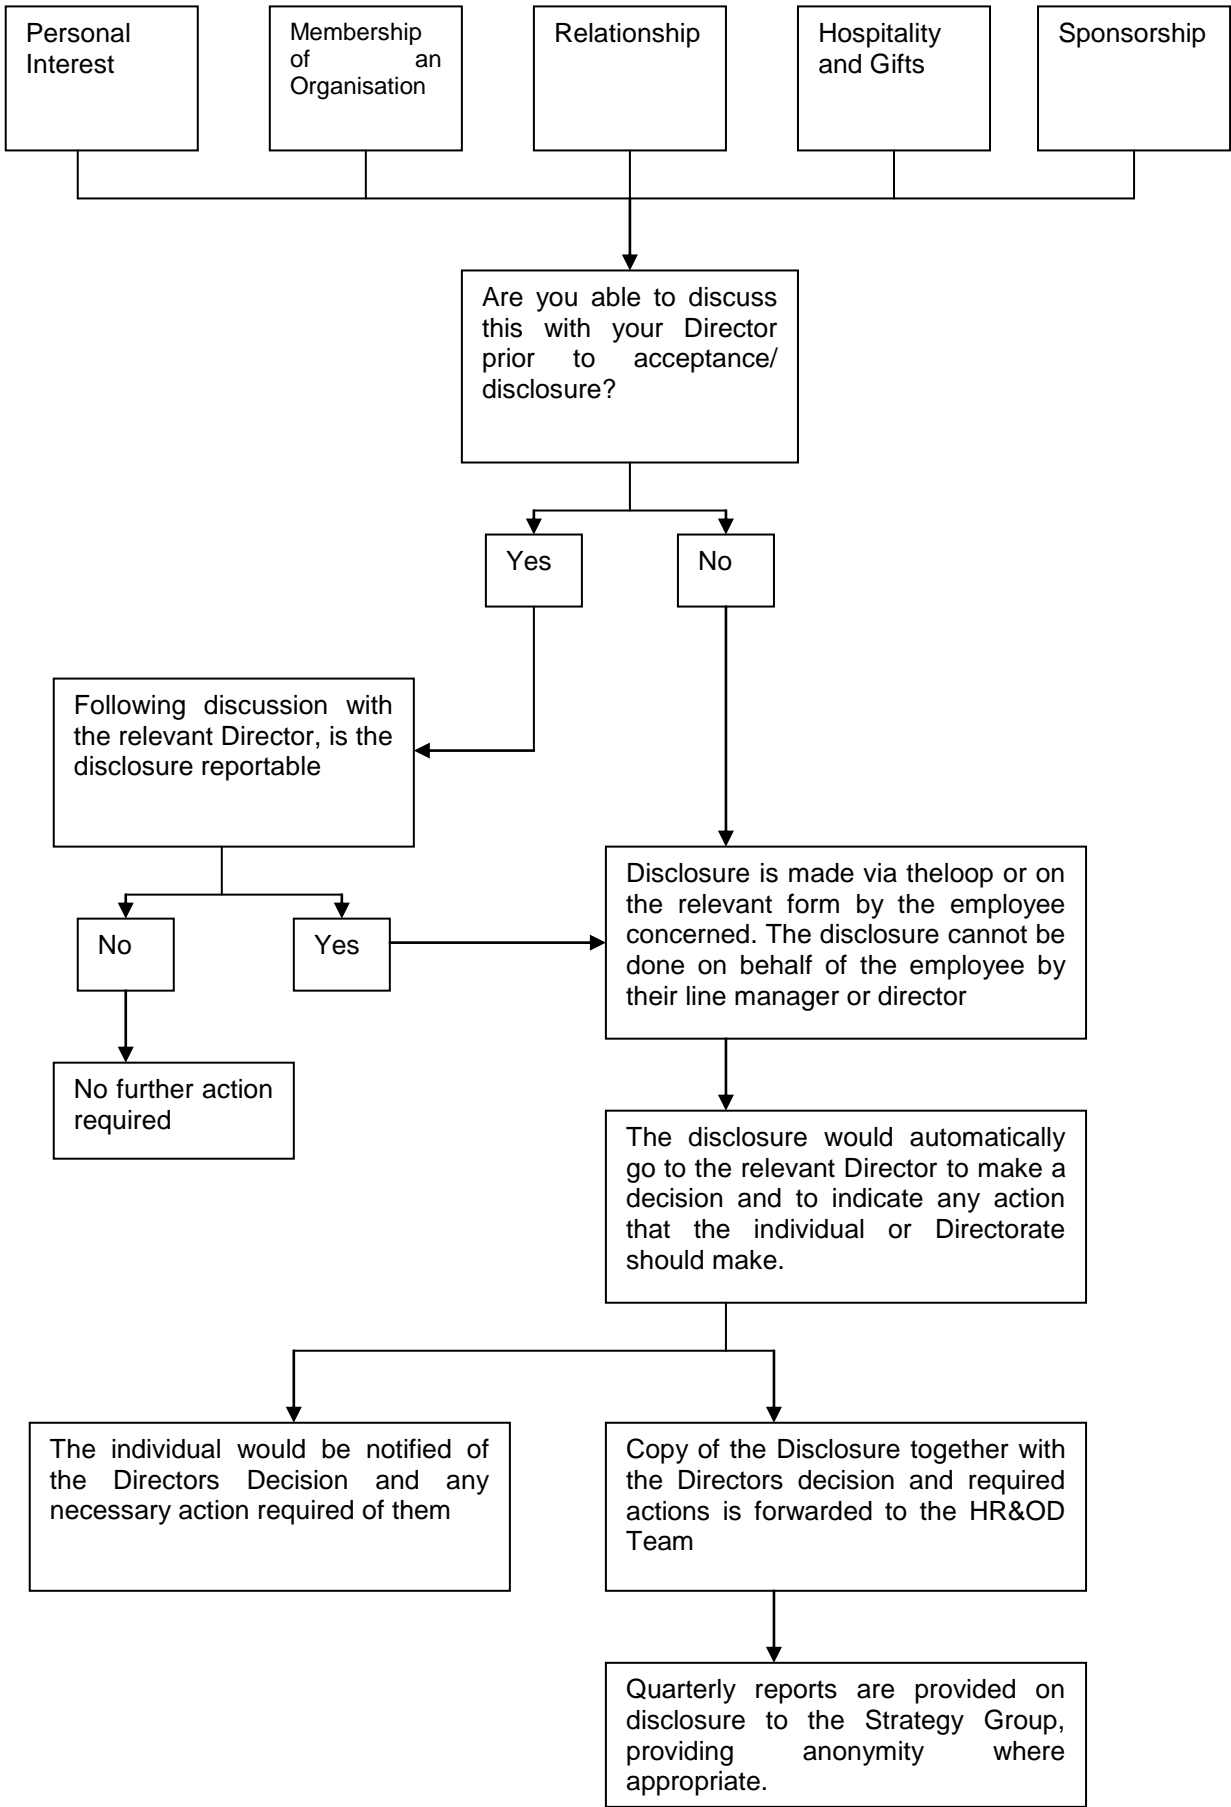 Personal
Interest
Membership
of an
Organisation
Relationship
Hospitality
and Gifts
Sponsorship
Are you able to discuss
this with your Director
prior to acceptance/
disclosure?
Yes
No
Following discussion with
the relevant Director, is the
disclosure reportable
No
Yes
Disclosure is made via theloop or on
the relevant form by the employee
concerned. The disclosure cannot be
done on behalf of the employee by
their line manager or director
No further action
required
The disclosure would automatically
go to the relevant Director to make a
decision and to indicate any action
that the individual or Directorate
should make.
The individual would be notified of
the Directors Decision and any
necessary action required of them
Copy of the Disclosure together with
the Directors decision and required
actions is forwarded to the HR&OD
Team
Quarterly reports are provided on
disclosure to the Strategy Group,
providing anonymity where
appropriate.